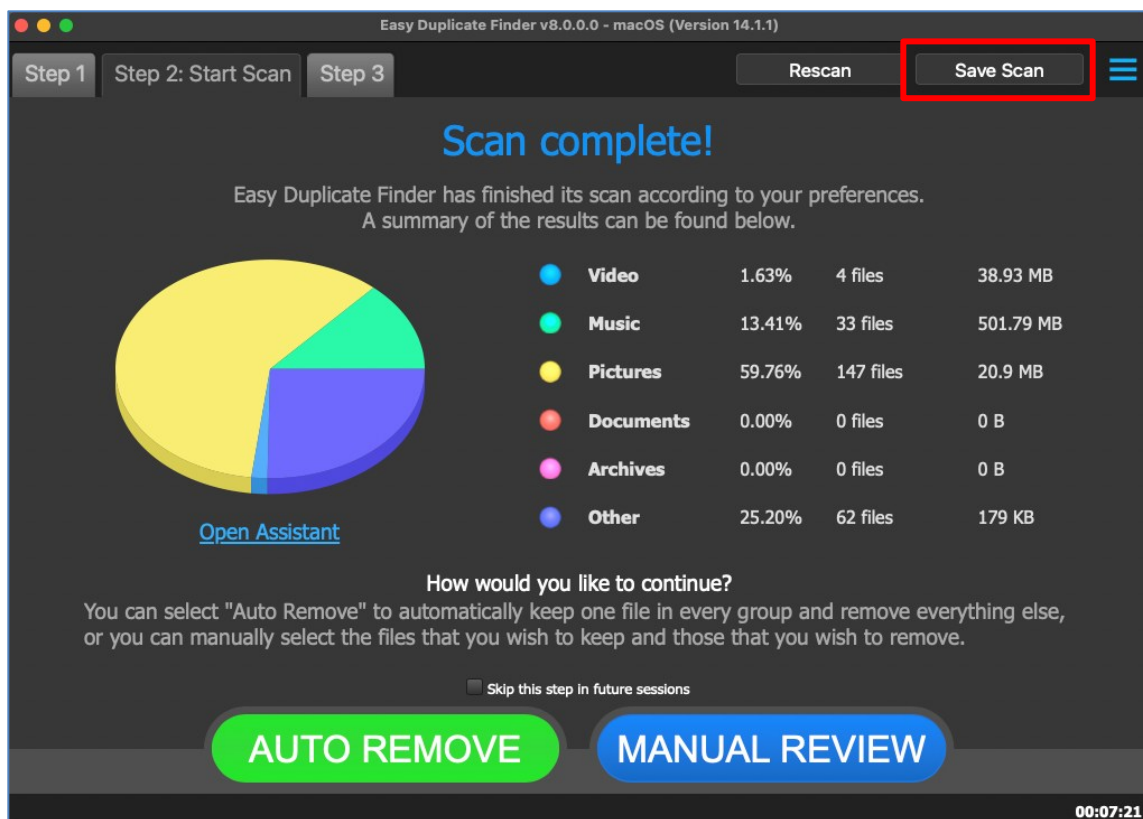 Easy Duplicate Finder v8.0.0.0 - macOS (Version 14.1.1)
Step 1 Step 2: Start Scan Step 3 Rescan Save Scan
Scan complete!
Easy Duplicate Finder has finished its scan according to your preferences.
A summary of the results can be found below.
Video 1.63% 4 files 38.93 MB
Music 13.41% 33 files 501.79 MB
Pictures 59.76% 147 files 20.9 MB
Documents 0.00% 0 files 0 B
Archives 0.00% 0 files 0 B
Other 25.20% 62 files 179 KB
Open Assistant
How would you like to continue?
You can select "Auto Remove" to automatically keep one file in every group and remove everything else,
or you can manually select the files that you wish to keep and those that you wish to remove.
Skip this step in future sessions
AUTO REMOVE MANUAL REVIEW
00:07:21